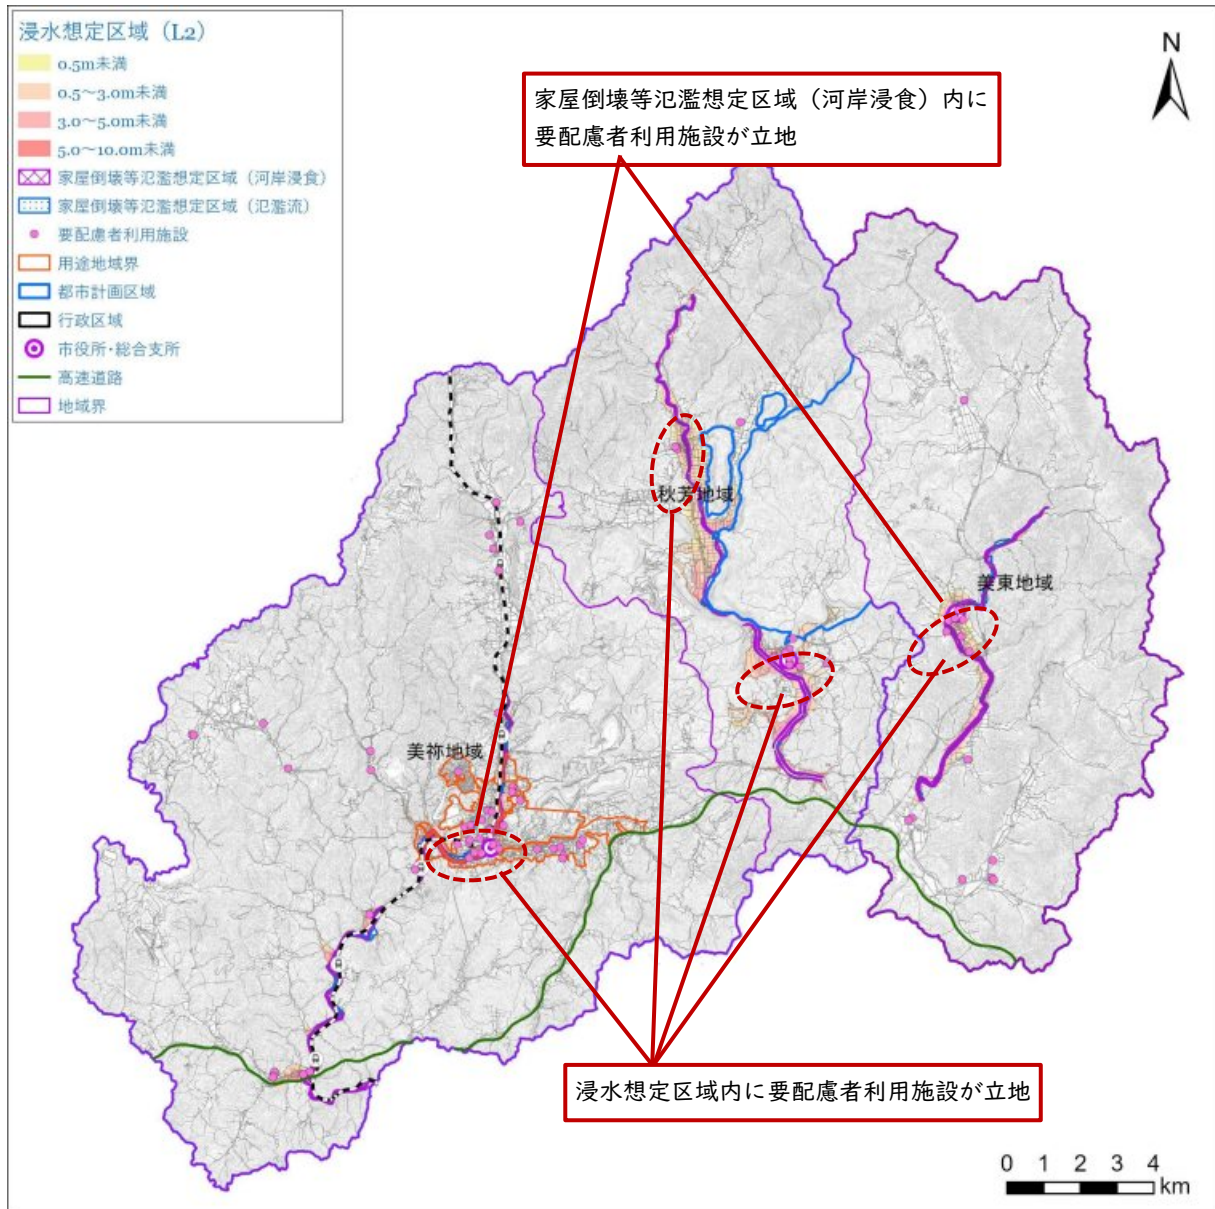 浸水想定区域（L2）
0.5m未満
0.5～3.0m未満
3.0～5.0m未満
5.0～10.0m未満
家屋倒壊等氾濫想定区域（河岸浸食）
家屋倒壊等氾濫想定区域（氾濫流）
要配慮者利用施設
用途地域界
都市計画区域
行政区域
市役所・総合支所
高速道路
地域界
家屋倒壊等氾濫想定区域（河岸浸食）内に
要配慮者利用施設が立地
N
秋芳地域
美東地域
美祢地域
浸水想定区域内に要配慮者利用施設が立地
0 1 2 3 4
km